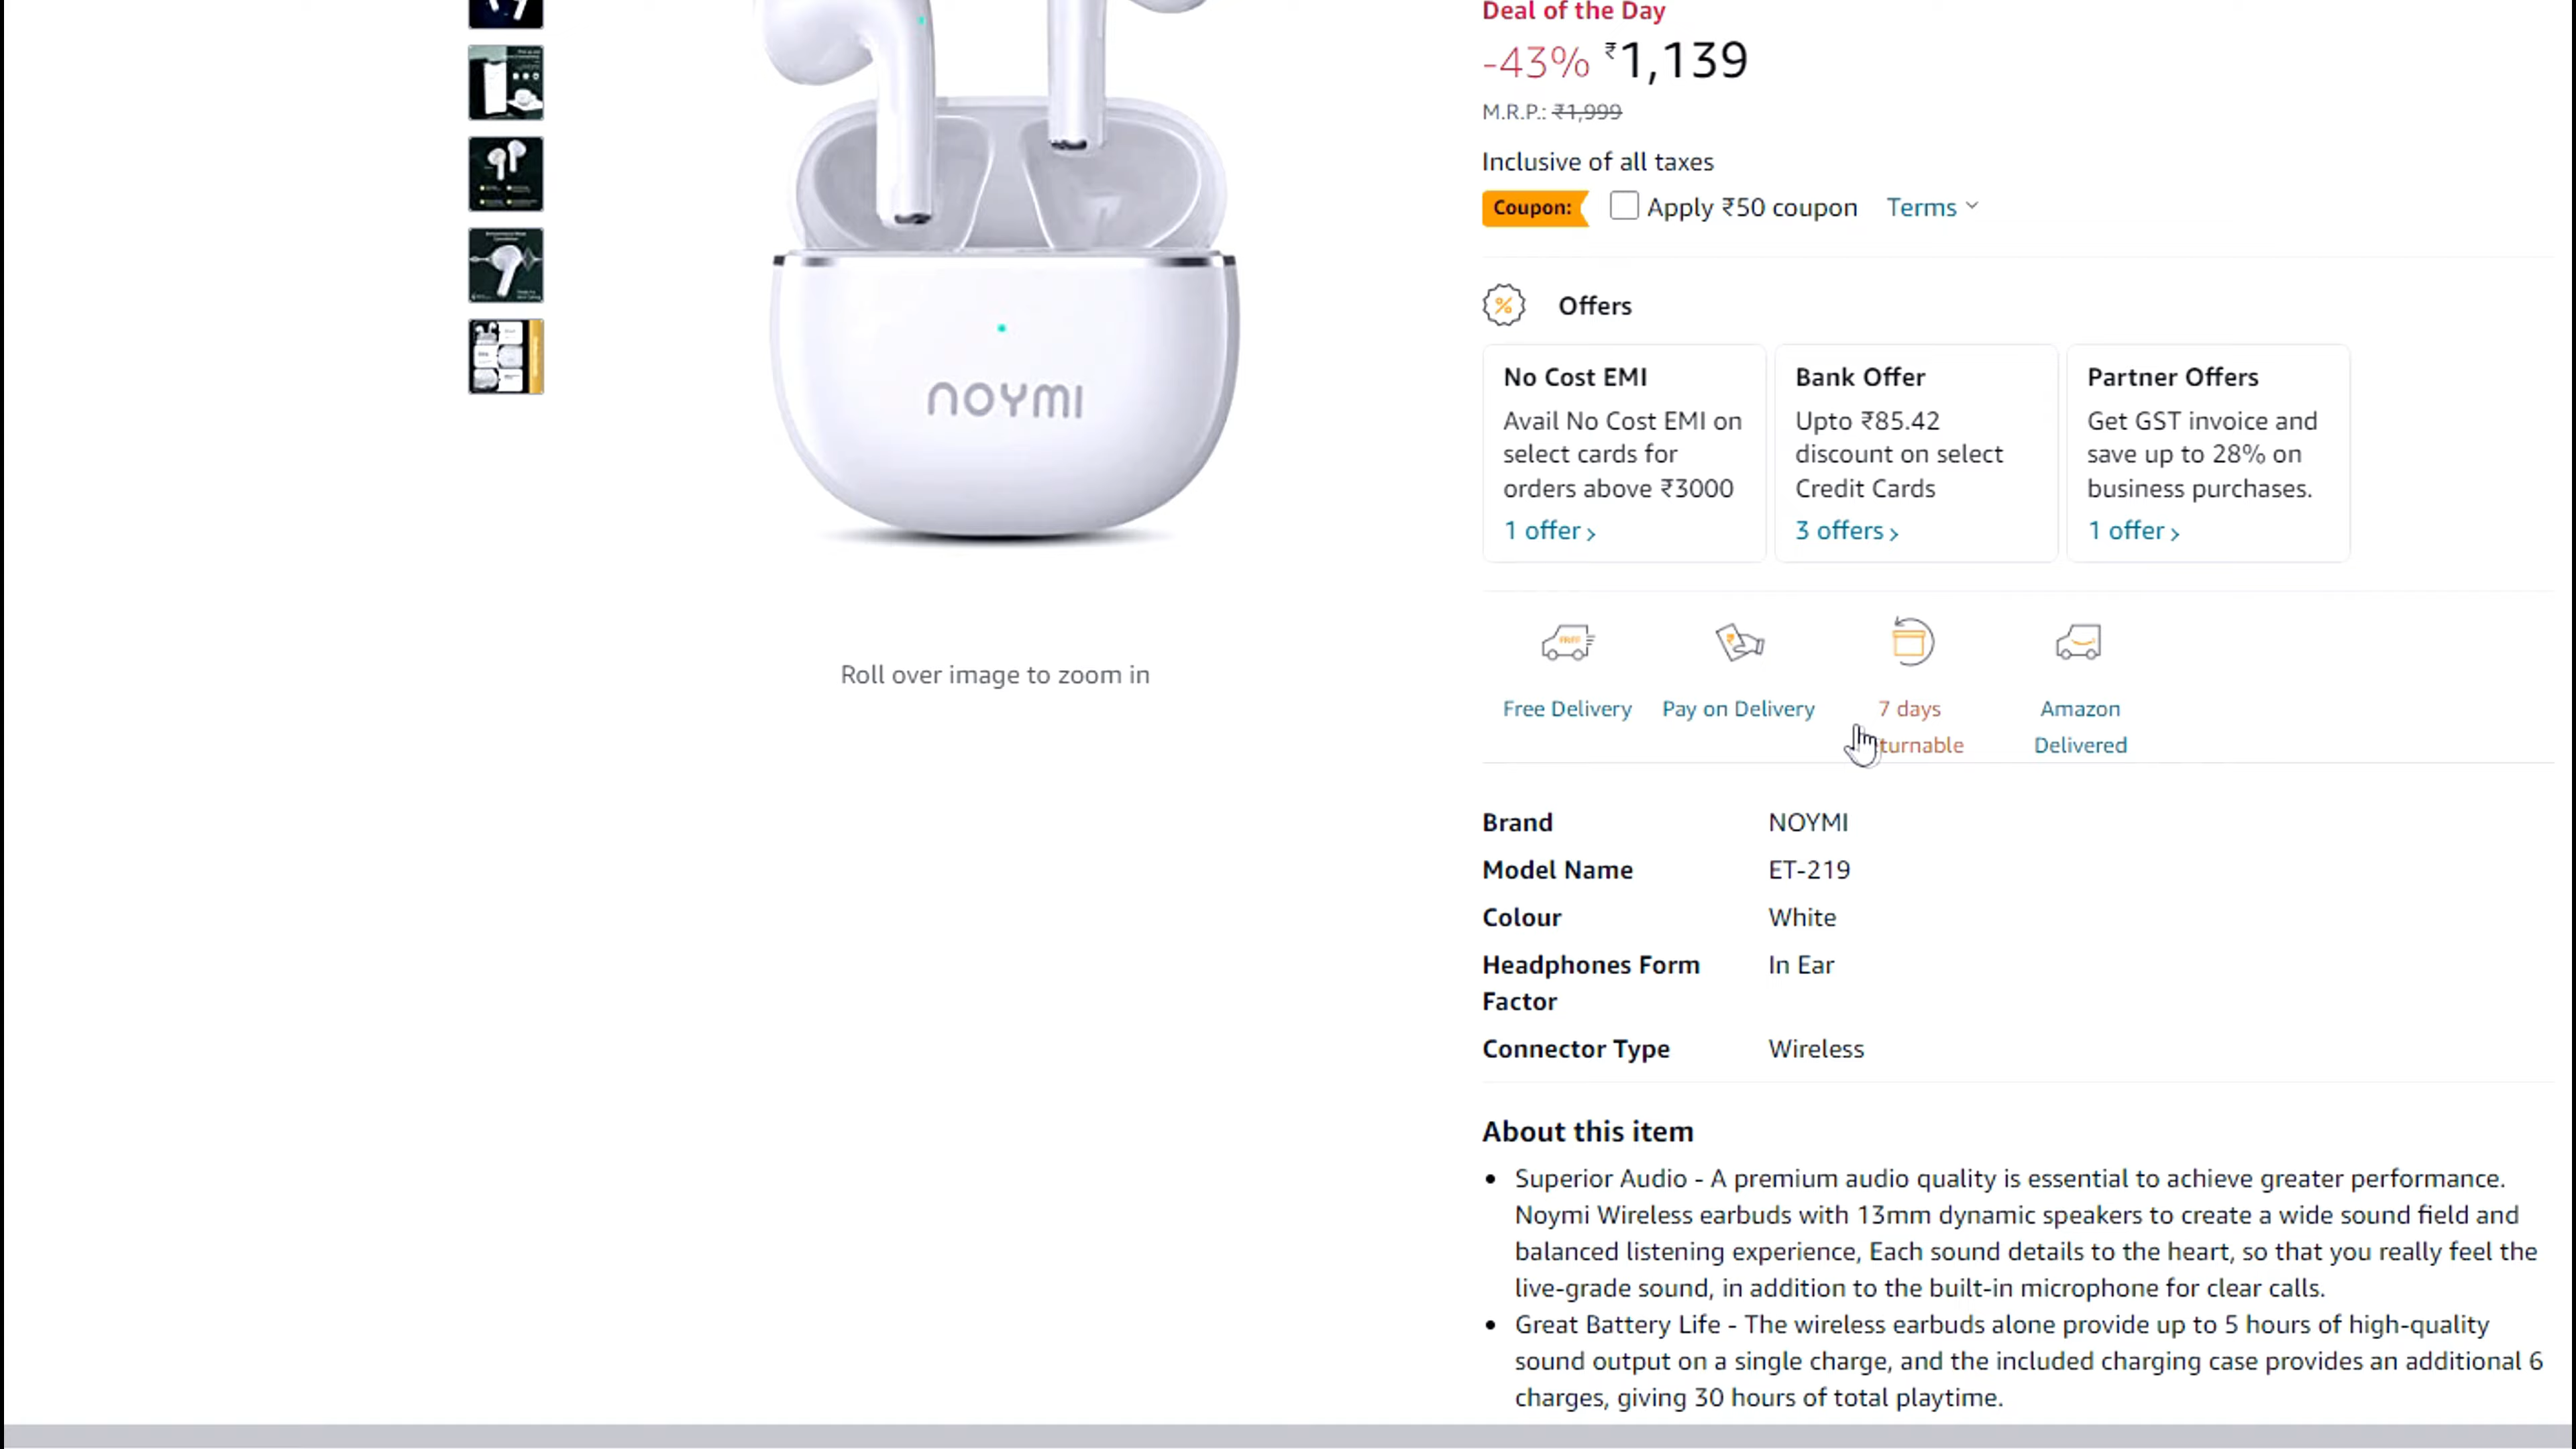 Deal of the Day
-43% ₹1,139
M.R.P.: ₹1,999
Inclusive of all taxes
Coupon: Apply ₹50 coupon Terms
Offers
No Cost EMI
Avail No Cost EMI on
select cards for
orders above ₹3000
1 offer ›
Bank Offer
Upto ₹85.42
discount on select
Credit Cards
3 offers ›
Partner Offers
Get GST invoice and
save up to 28% on
business purchases.
1 offer ›
NOYMI
Roll over image to zoom in
Free Delivery
Pay on Delivery
7 days
turnable
Amazon
Delivered
Brand NOYMI
Model Name ET-219
Colour White
Headphones Form In Ear
Factor
Connector Type Wireless
About this item
• Superior Audio - A premium audio quality is essential to achieve greater performance.
Noymi Wireless earbuds with 13mm dynamic speakers to create a wide sound field and
balanced listening experience, Each sound details to the heart, so that you really feel the
live-grade sound, in addition to the built-in microphone for clear calls.
• Great Battery Life - The wireless earbuds alone provide up to 5 hours of high-quality
sound output on a single charge, and the included charging case provides an additional 6
charges, giving 30 hours of total playtime.